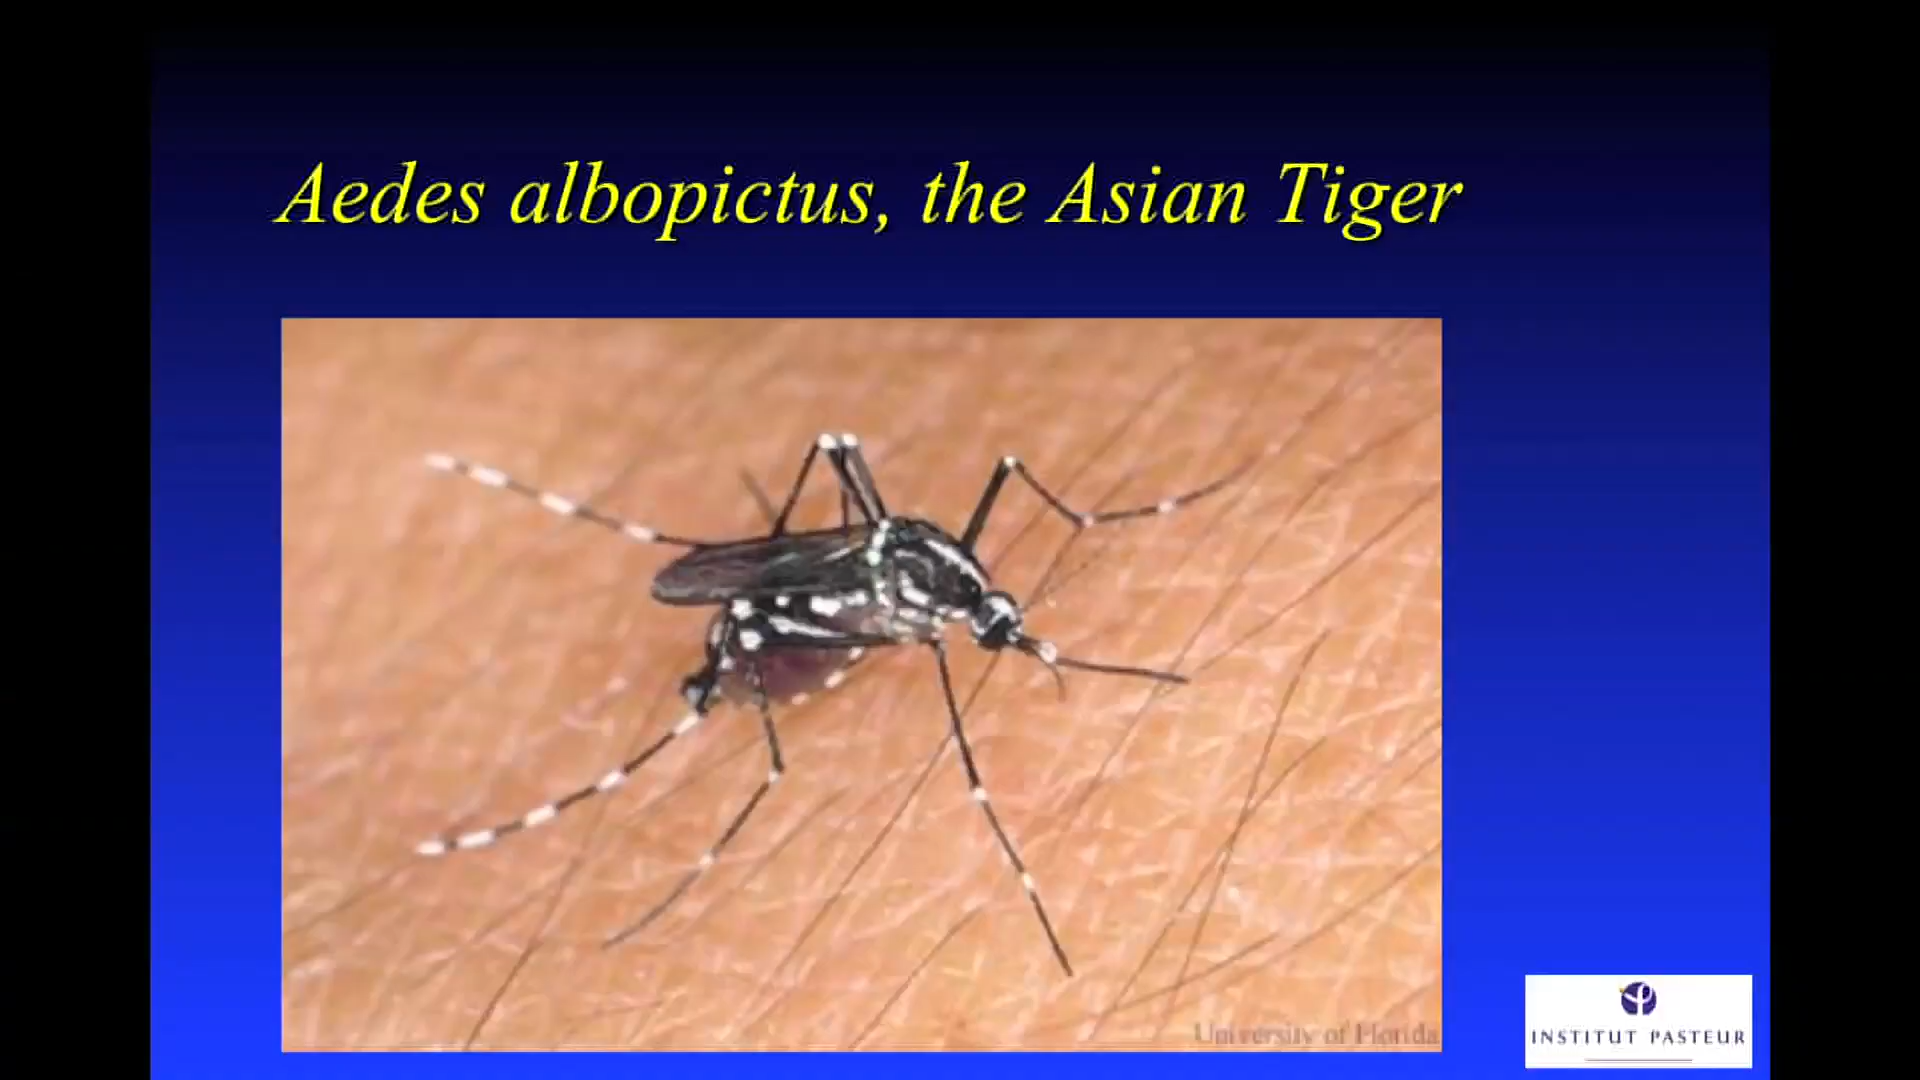 Aedes albopictus, the Asian Tiger
University of Florida
INSTITUT PASTEUR